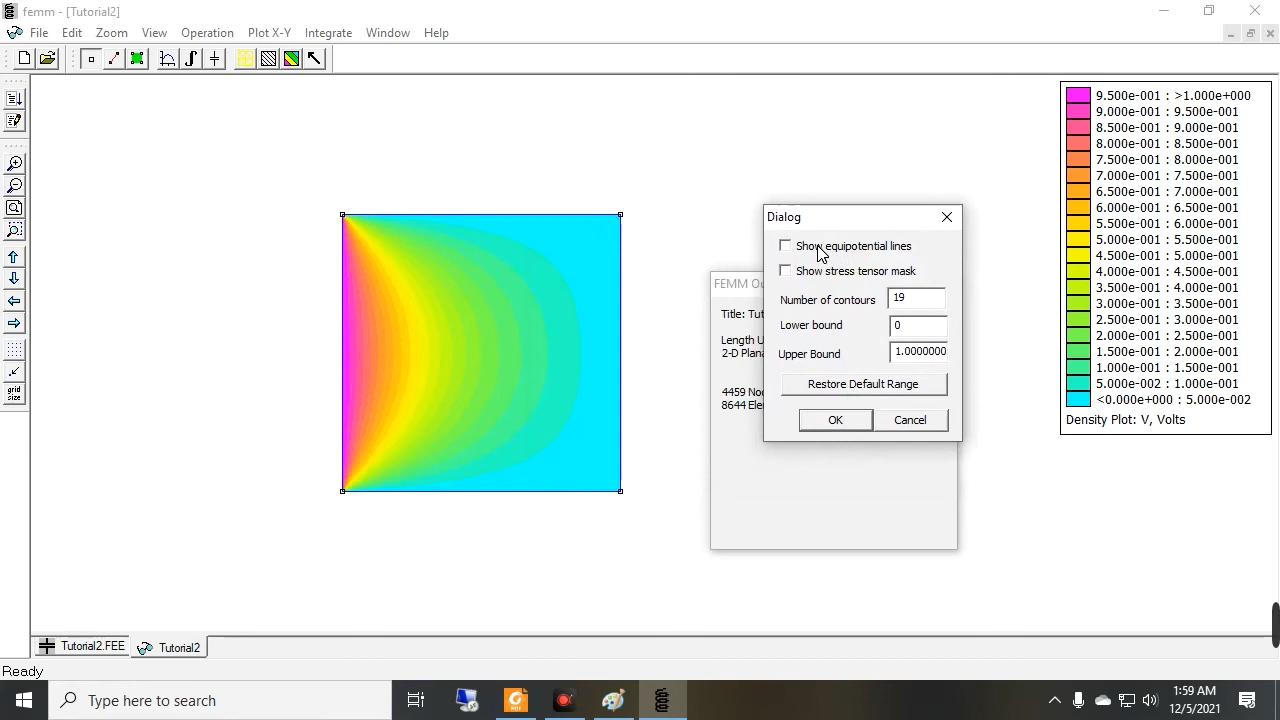 femm - [Tutorial2]
File Edit Zoom View Operation Plot X-Y Integrate Window Help
9.500e-001 : >1.000e+000
9.000e-001 : 9.500e-001
8.500e-001 : 9.000e-001
8.000e-001 : 8.500e-001
7.500e-001 : 8.000e-001
7.000e-001 : 7.500e-001
6.500e-001 : 7.000e-001
6.000e-001 : 6.500e-001
5.500e-001 : 6.000e-001
5.000e-001 : 5.500e-001
4.500e-001 : 5.000e-001
4.000e-001 : 4.500e-001
3.500e-001 : 4.000e-001
3.000e-001 : 3.500e-001
2.500e-001 : 3.000e-001
2.000e-001 : 2.500e-001
1.500e-001 : 2.000e-001
1.000e-001 : 1.500e-001
5.000e-002 : 1.000e-001
<0.000e+000 : 5.000e-002
Density Plot: V, Volts
Dialog
Show equipotential lines
Show stress tensor mask
Number of contours 19
Lower bound 0
Upper Bound 1.0000000
Restore Default Range
OK Cancel
FEMM Ou
Title: Tut
Length U
2-D Plana
4459 Noc
8644 Eler
grid
size
Tutorial2.FEE Tutorial2
Ready
Type here to search
PDF
1:59 AM
12/5/2021